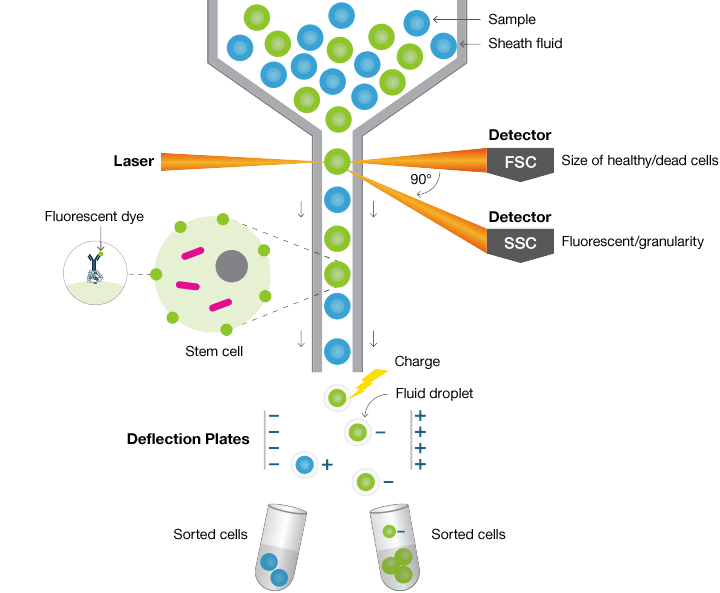 Sample
Sheath fluid
Detector
Laser
FSC
Size of healthy/dead cells
90°
Fluorescent dye
Detector
SSC
Fluorescent/granularity
Stem cell
Charge
Fluid droplet
Deflection Plates
− +
− − +
− +
− + − +
−
Sorted cells
− Sorted cells